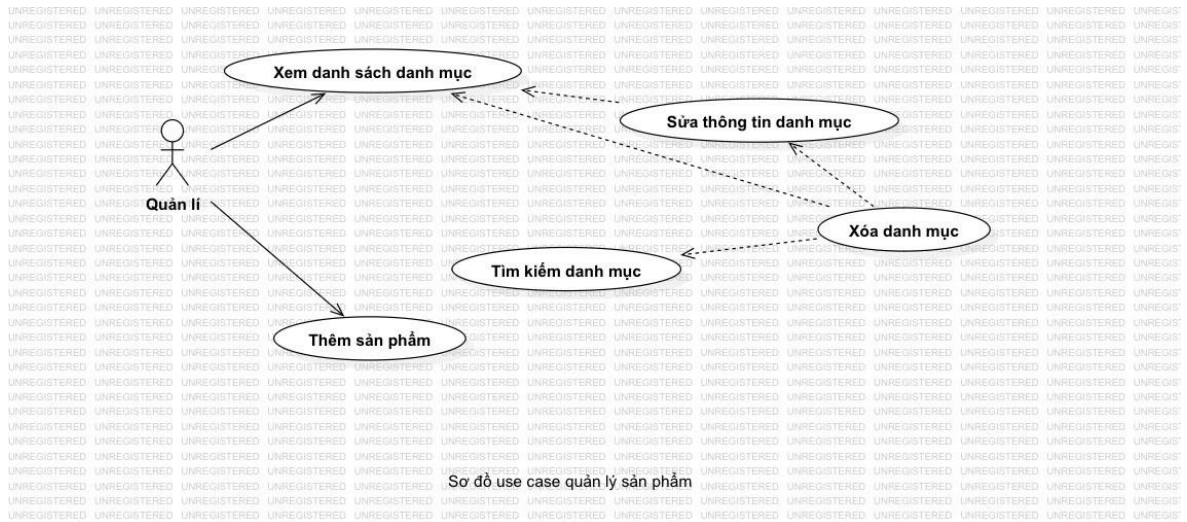 Xem danh sách danh mục
Sửa thông tin danh mục
Quản lí
Xóa danh mục
Tìm kiếm danh mục
Thêm sản phẩm
Sơ đồ use case quản lý sản phẩm
UNREGISTERED